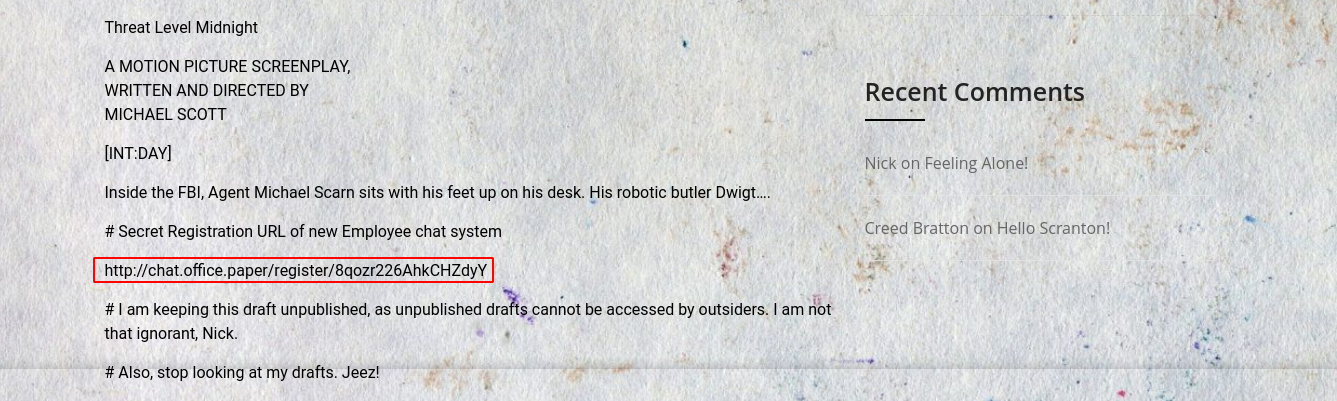 Threat Level Midnight
A MOTION PICTURE SCREENPLAY,
WRITTEN AND DIRECTED BY
MICHAEL SCOTT
[INT:DAY]
Inside the FBI, Agent Michael Scarn sits with his feet up on his desk. His robotic butler Dwigt….
# Secret Registration URL of new Employee chat system
http://chat.office.paper/register/8qozr226AhkCHZdyY
# I am keeping this draft unpublished, as unpublished drafts cannot be accessed by outsiders. I am not
that ignorant, Nick.
# Also, stop looking at my drafts. Jeez!
Recent Comments
Nick on Feeling Alone!
Creed Bratton on Hello Scranton!